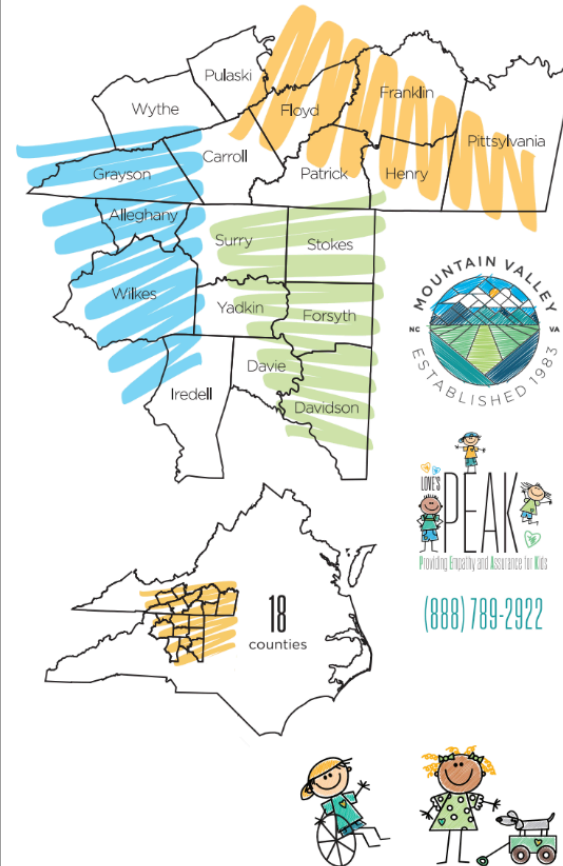 Pulaski
Franklin
Wythe
Floyd
Pittsylvania
Carroll
Grayson
Patrick
Henry
Alleghany
Surry
Stokes
Wilkes
Yadkin
Forsyth
Davie
Iredell
Davidson
MOUNTAIN VALLEY
NC
VA
ESTABLISHED 1983
LOVE'S
PEAK
Providing Empathy and Assurance for Kids
(888) 789-2922
18
counties